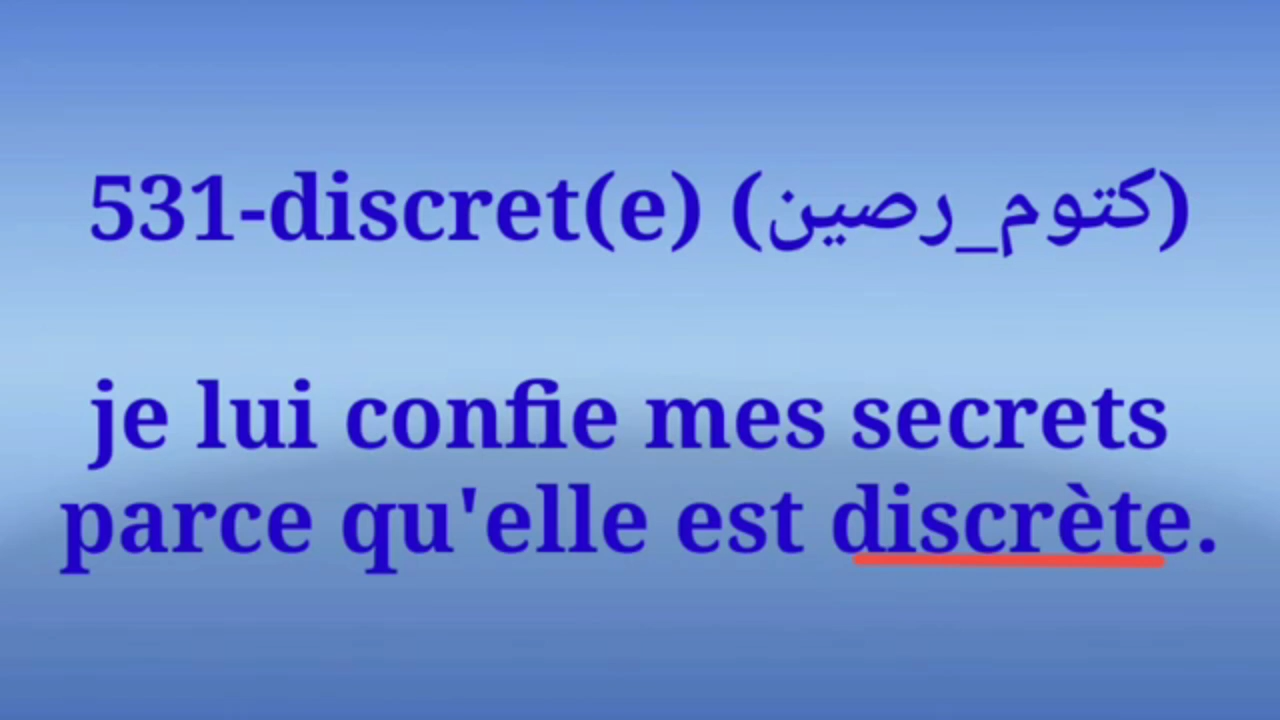 531-discret(e) (كتوم_رصين)
je lui confie mes secrets
parce qu'elle est discrète.